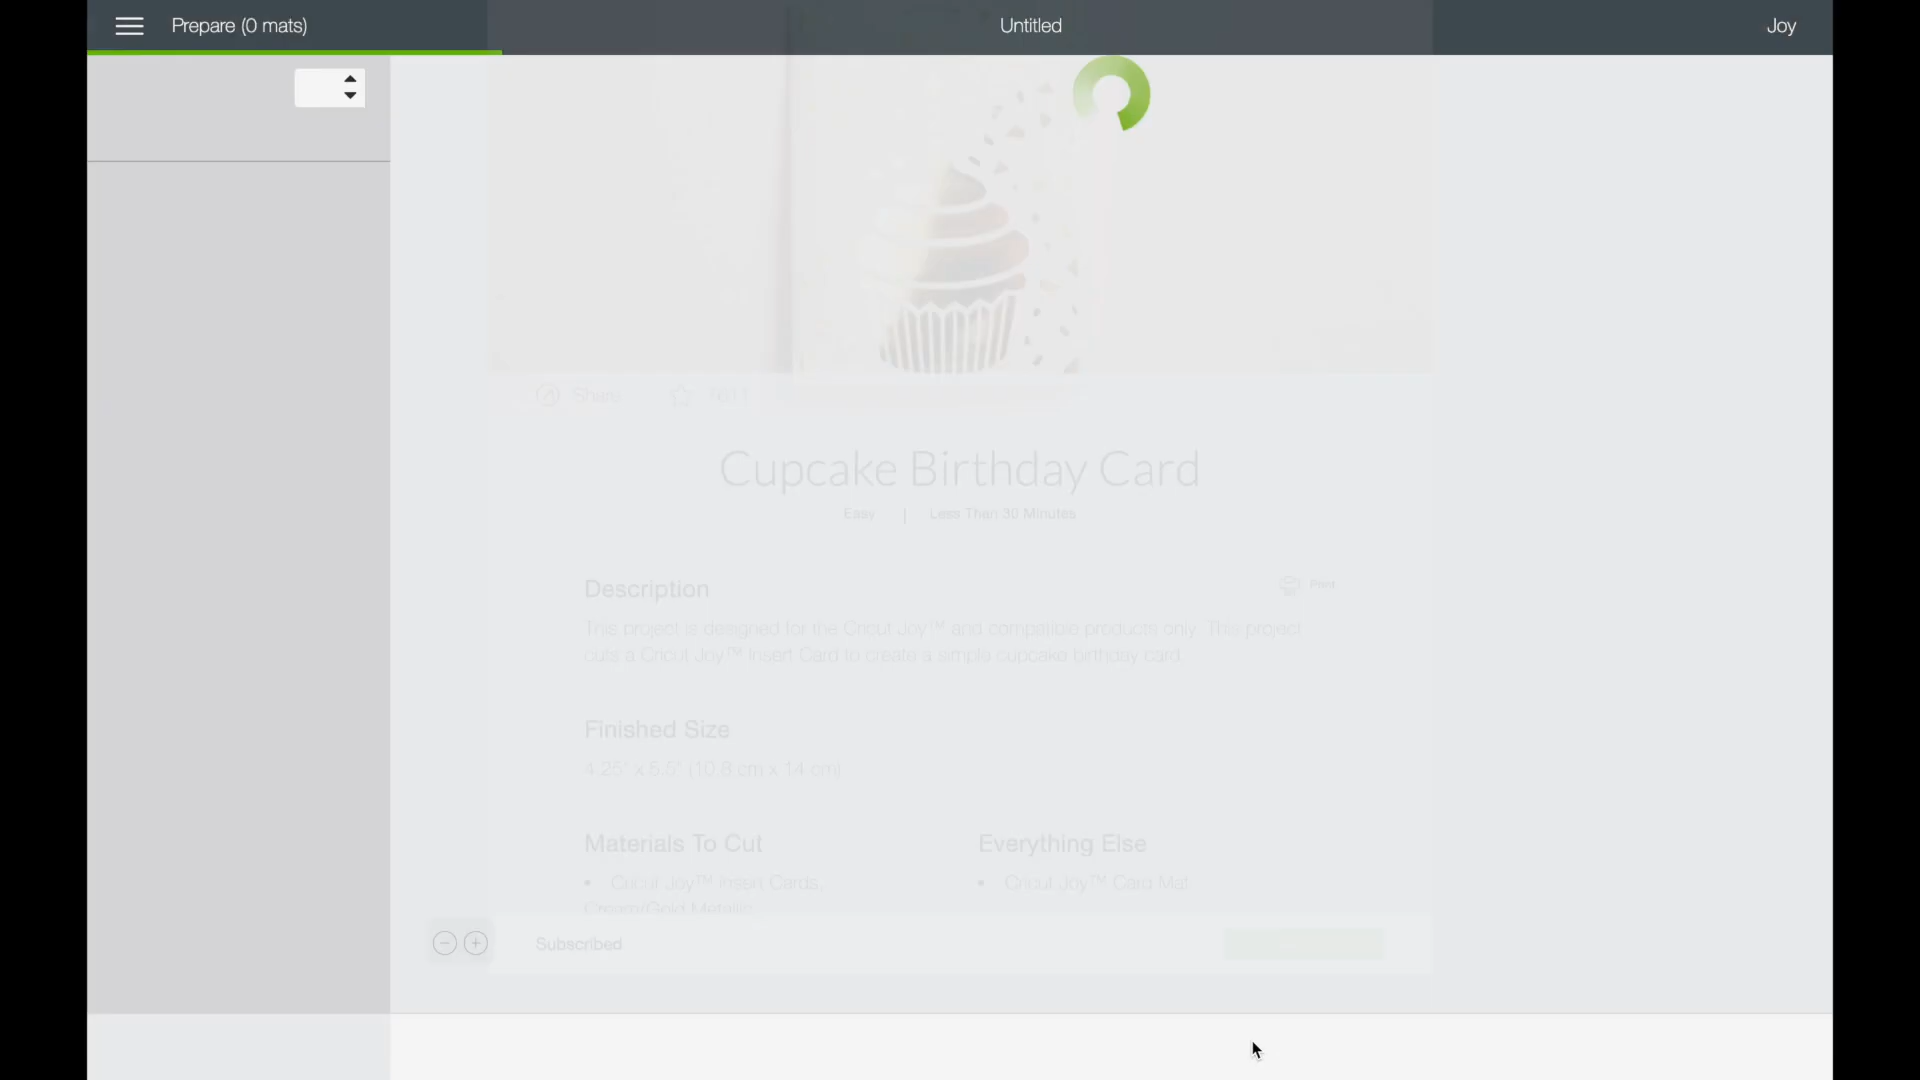 Prepare (0 mats)
Untitled
Joy
Share
Cupcake Birthday Card
Easy | Less Than 30 Minutes
Description
Print
This project is designed for the Cricut Joy™ and compatible products only. This project
cuts a Cricut Joy™ Insert Card to create a simple cupcake birthday card.
Finished Size
4.25" x 5.5" (10.8 cm x 14 cm)
Materials To Cut
• Cricut Joy™ Insert Cards,
Cream/Gold Metallic
Everything Else
• Cricut Joy™ Card Mat
Subscribed